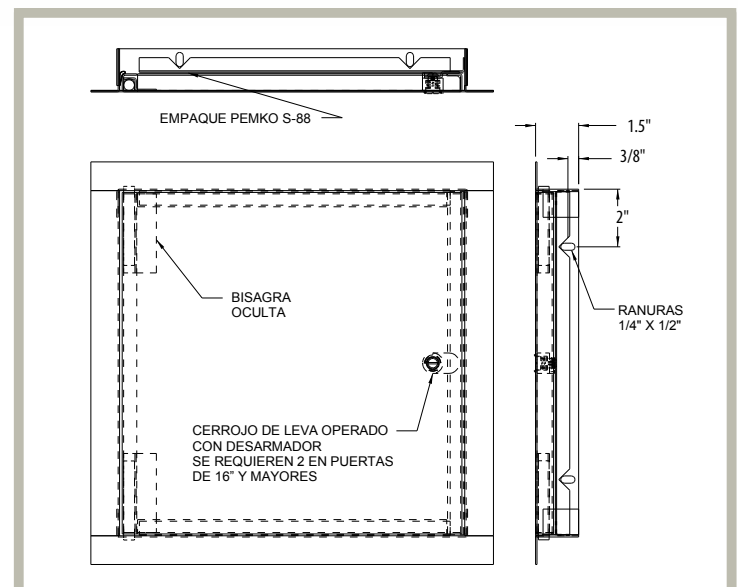 EMPAQUE PEMKO S-88
1.5"
3/8"
2"
BISAGRA
OCULTA
RANURAS
1/4" X 1/2"
CERROJO DE LEVA OPERADO
CON DESARMADOR
SE REQUIEREN 2 EN PUERTAS
DE 16" Y MAYORES